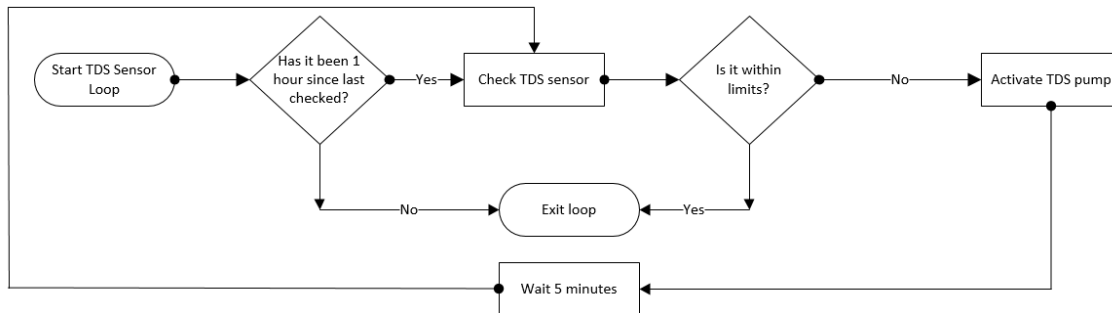 Start TDS Sensor
Loop
Has it been 1
hour since last
checked?
Yes
Check TDS sensor
Is it within
limits?
No
Activate TDS pump
No
Exit loop
Yes
Wait 5 minutes